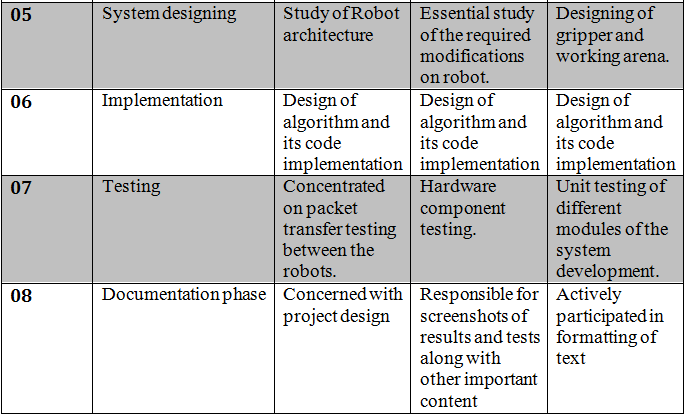 05
System designing
Study of Robot
architecture
Essential study
of the required
modifications
on robot.
Designing of
gripper and
working arena.
06
Implementation
Design of
algorithm and
its code
implementation
Design of
algorithm and
its code
implementation
Design of
algorithm and
its code
implementation
07
Testing
Concentrated
on packet
transfer testing
between the
robots.
Hardware
component
testing.
Unit testing of
different
modules of the
system
development.
08
Documentation phase
Concerned with
project design
Responsible for
screenshots of
results and tests
along with
other important
content
Actively
participated in
formatting of
text